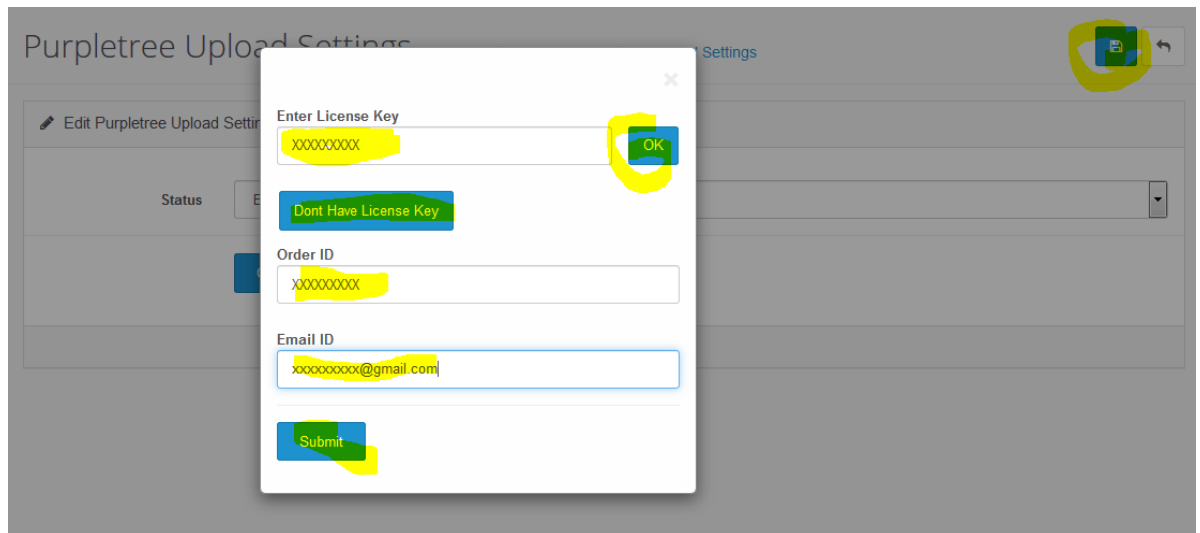 Purpletree Upload Settings
Settings
Edit Purpletree Upload Settin
Enter License Key
XXXXXXXXX
OK
Status
E
Dont Have License Key
Order ID
XXXXXXXXX
Email ID
xxxxxxxxx@gmail.com
Submit